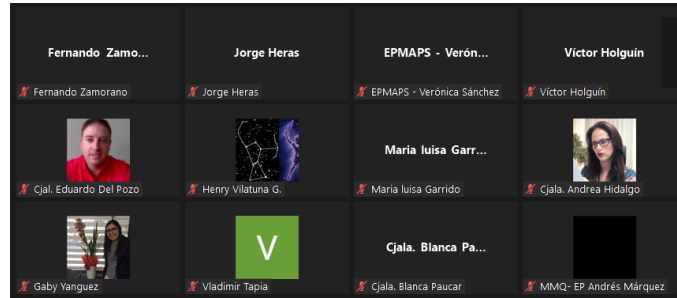 Fernando Zamo...
Jorge Heras
EPMAPS - Verón...
Víctor Holguín
Fernando Zamorano
Jorge Heras
EPMAPS - Verónica Sánchez
Víctor Holguín
Maria luisa Garr...
Cjal. Eduardo Del Pozo
Henry Vilatuna G.
Maria luisa Garrido
Cjala. Andrea Hidalgo
V
Cjala. Blanca Pa...
Gaby Yanguez
Vladimir Tapia
Cjala. Blanca Paucar
MMQ- EP Andrés Márquez